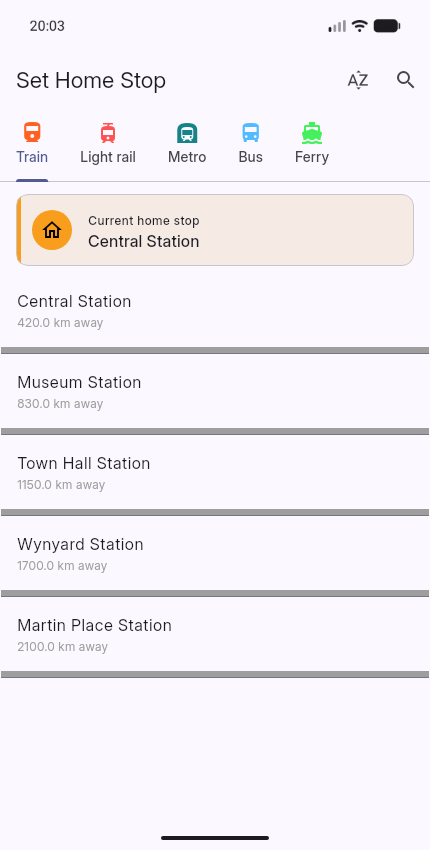 20:03
Set Home Stop
AZ
Train
Light rail
Metro
Bus
Ferry
Current home stop
Central Station
Central Station
420.0 km away
Museum Station
830.0 km away
Town Hall Station
1150.0 km away
Wynyard Station
1700.0 km away
Martin Place Station
2100.0 km away